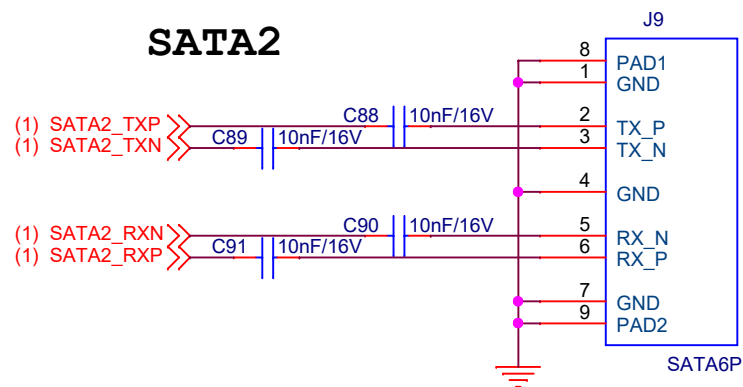 J9
SATA2
8 PAD1
1 GND
(1) SATA2_TXP C88 10nF/16V 2 TX_P
(1) SATA2_TXN C89 10nF/16V 3 TX_N
4 GND
(1) SATA2_RXN C90 10nF/16V 5 RX_N
(1) SATA2_RXP C91 10nF/16V 6 RX_P
7 GND
9 PAD2
SATA6P